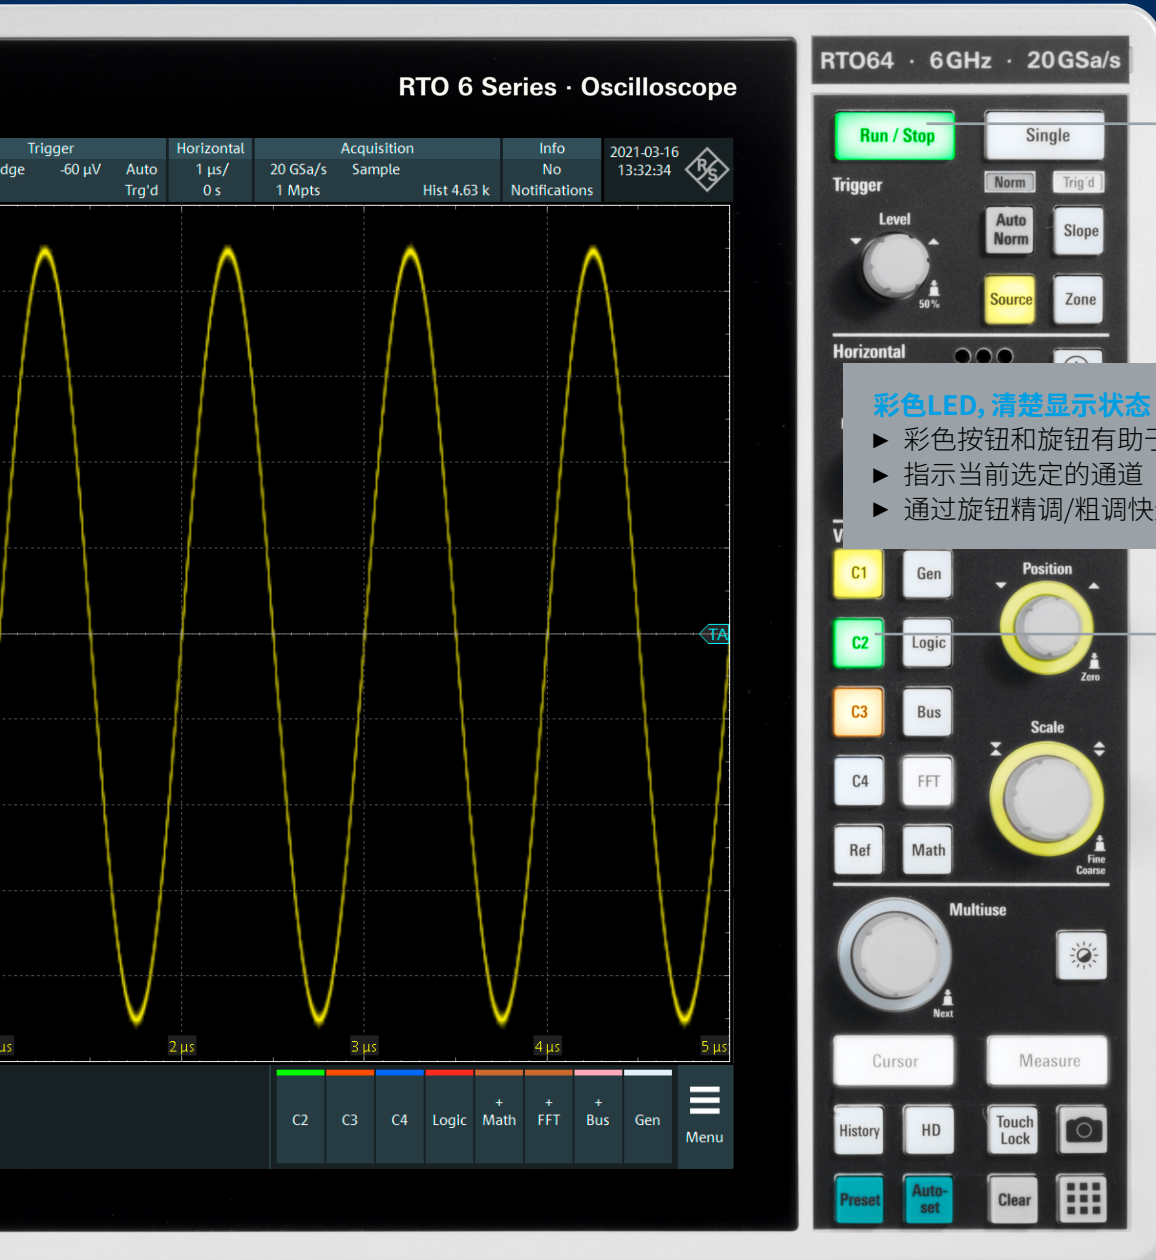 RTO64 · 6GHz · 20GSa/s
RTO 6 Series · Oscilloscope
Trigger
-60 µV Auto
Trg'd
Horizontal
1 µs/
0 s
Acquisition
20 GSa/s Sample
1 Mpts Hist 4.63 k
Info
No
Notifications
2021-03-16
13:32:34
R S
Run / Stop
Single
Trigger
Norm
Trig'd
Level
Auto
Norm
Slope
50%
Source
Zone
Horizontal
彩色LED，清楚显示状态
► 彩色按钮和旋钮有助于
► 指示当前选定的通道
► 通过旋钮精调/粗调快
C1
Gen
Position
TA
C2
Logic
Zero
C3
Bus
Scale
C4
FFT
Ref
Math
Fine
Coarse
Multiuse
Next
2 µs
3 µs
4 µs
5 µs
Cursor
Measure
C2
C3
C4
Logic
+
Math
+
FFT
+
Bus
Gen
Menu
History
HD
Touch
Lock
Preset
Auto-
set
Clear